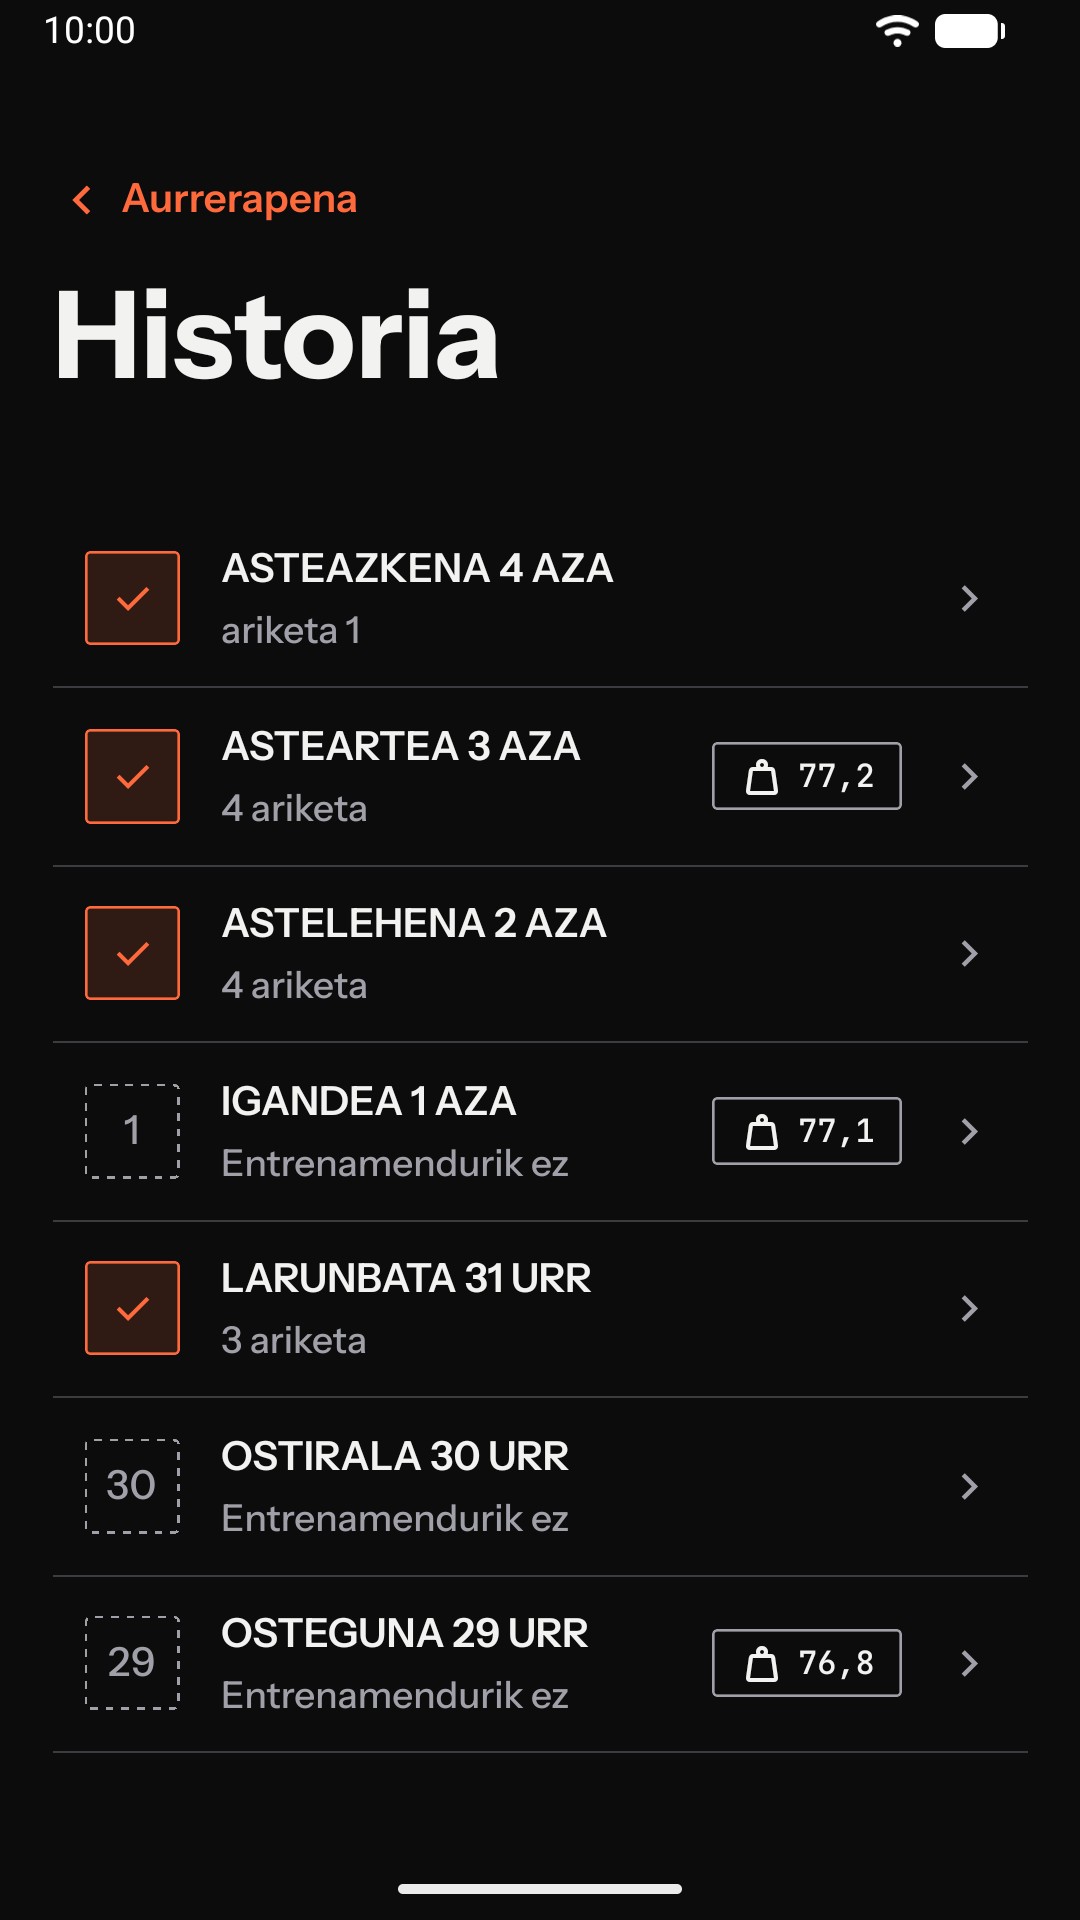 10:00
Aurrerapena
Historia
ASTEAZKENA 4 AZA
ariketa 1
ASTEARTEA 3 AZA
77,2
4 ariketa
ASTELEHENA 2 AZA
4 ariketa
1
IGANDEA 1 AZA
77,1
Entrenamendurik ez
LARUNBATA 31 URR
3 ariketa
30
OSTIRALA 30 URR
Entrenamendurik ez
29
OSTEGUNA 29 URR
76,8
Entrenamendurik ez